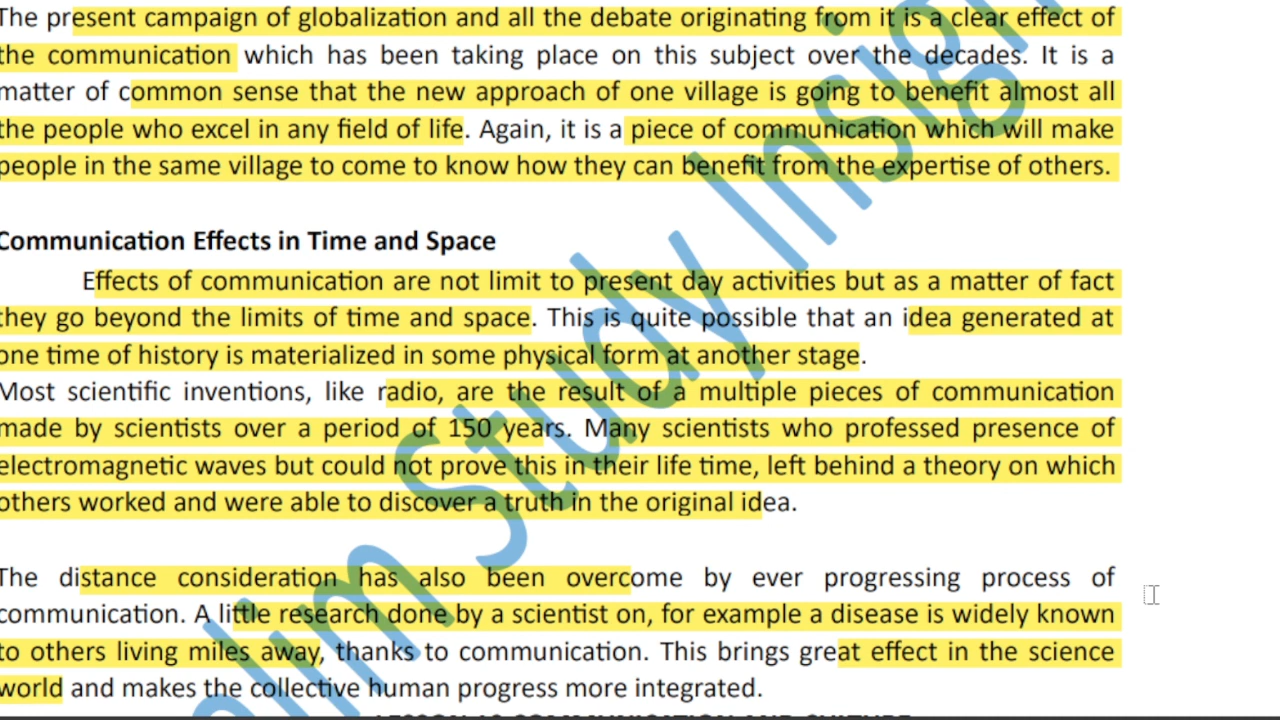 The present campaign of globalization and all the debate originating from it is a clear effect of
the communication which has been taking place on this subject over the decades. It is a
matter of common sense that the new approach of one village is going to benefit almost all
the people who excel in any field of life. Again, it is a piece of communication which will make
people in the same village to come to know how they can benefit from the expertise of others.
Communication Effects in Time and Space
Effects of communication are not limit to present day activities but as a matter of fact
they go beyond the limits of time and space. This is quite possible that an idea generated at
one time of history is materialized in some physical form at another stage.
Most scientific inventions, like radio, are the result of a multiple pieces of communication
made by scientists over a period of 150 years. Many scientists who professed presence of
electromagnetic waves but could not prove this in their life time, left behind a theory on which
others worked and were able to discover a truth in the original idea.
The distance consideration has also been overcome by ever progressing process of
communication. A little research done by a scientist on, for example a disease is widely known
to others living miles away, thanks to communication. This brings great effect in the science
world and makes the collective human progress more integrated.
Study